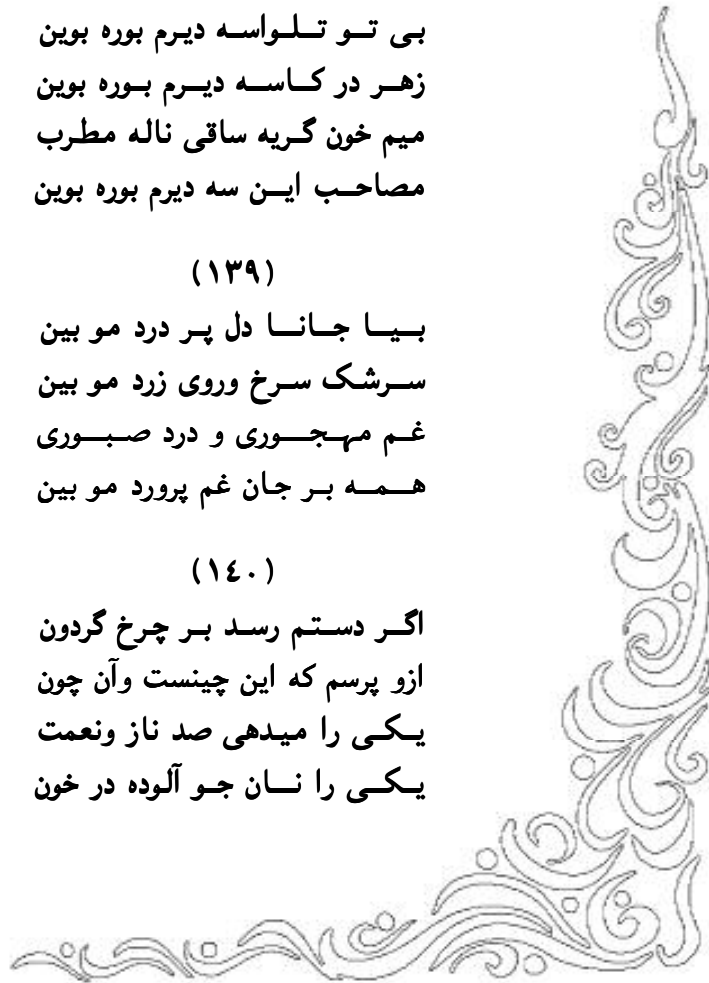 بی تو تلواسه دیرم بوره بوین
زهر در کاسه دیرم بوره بوین
میم خون گریه ساقی ناله مطرب
مصاحب این سه دیرم بوره بوین
(۱۳۹)
بیا جانا دل پر درد مو بین
سرشک سرخ وروی زرد مو بین
غم مهجوری و درد صبوری
همه بر جان غم پرورد مو بین
(١٤٠)
اگر دستم رسد بر چرخ گردون
ازو پرسم که این چینست وآن چون
یکی را میدهی صد ناز ونعمت
یکی را نان جو آلوده در خون